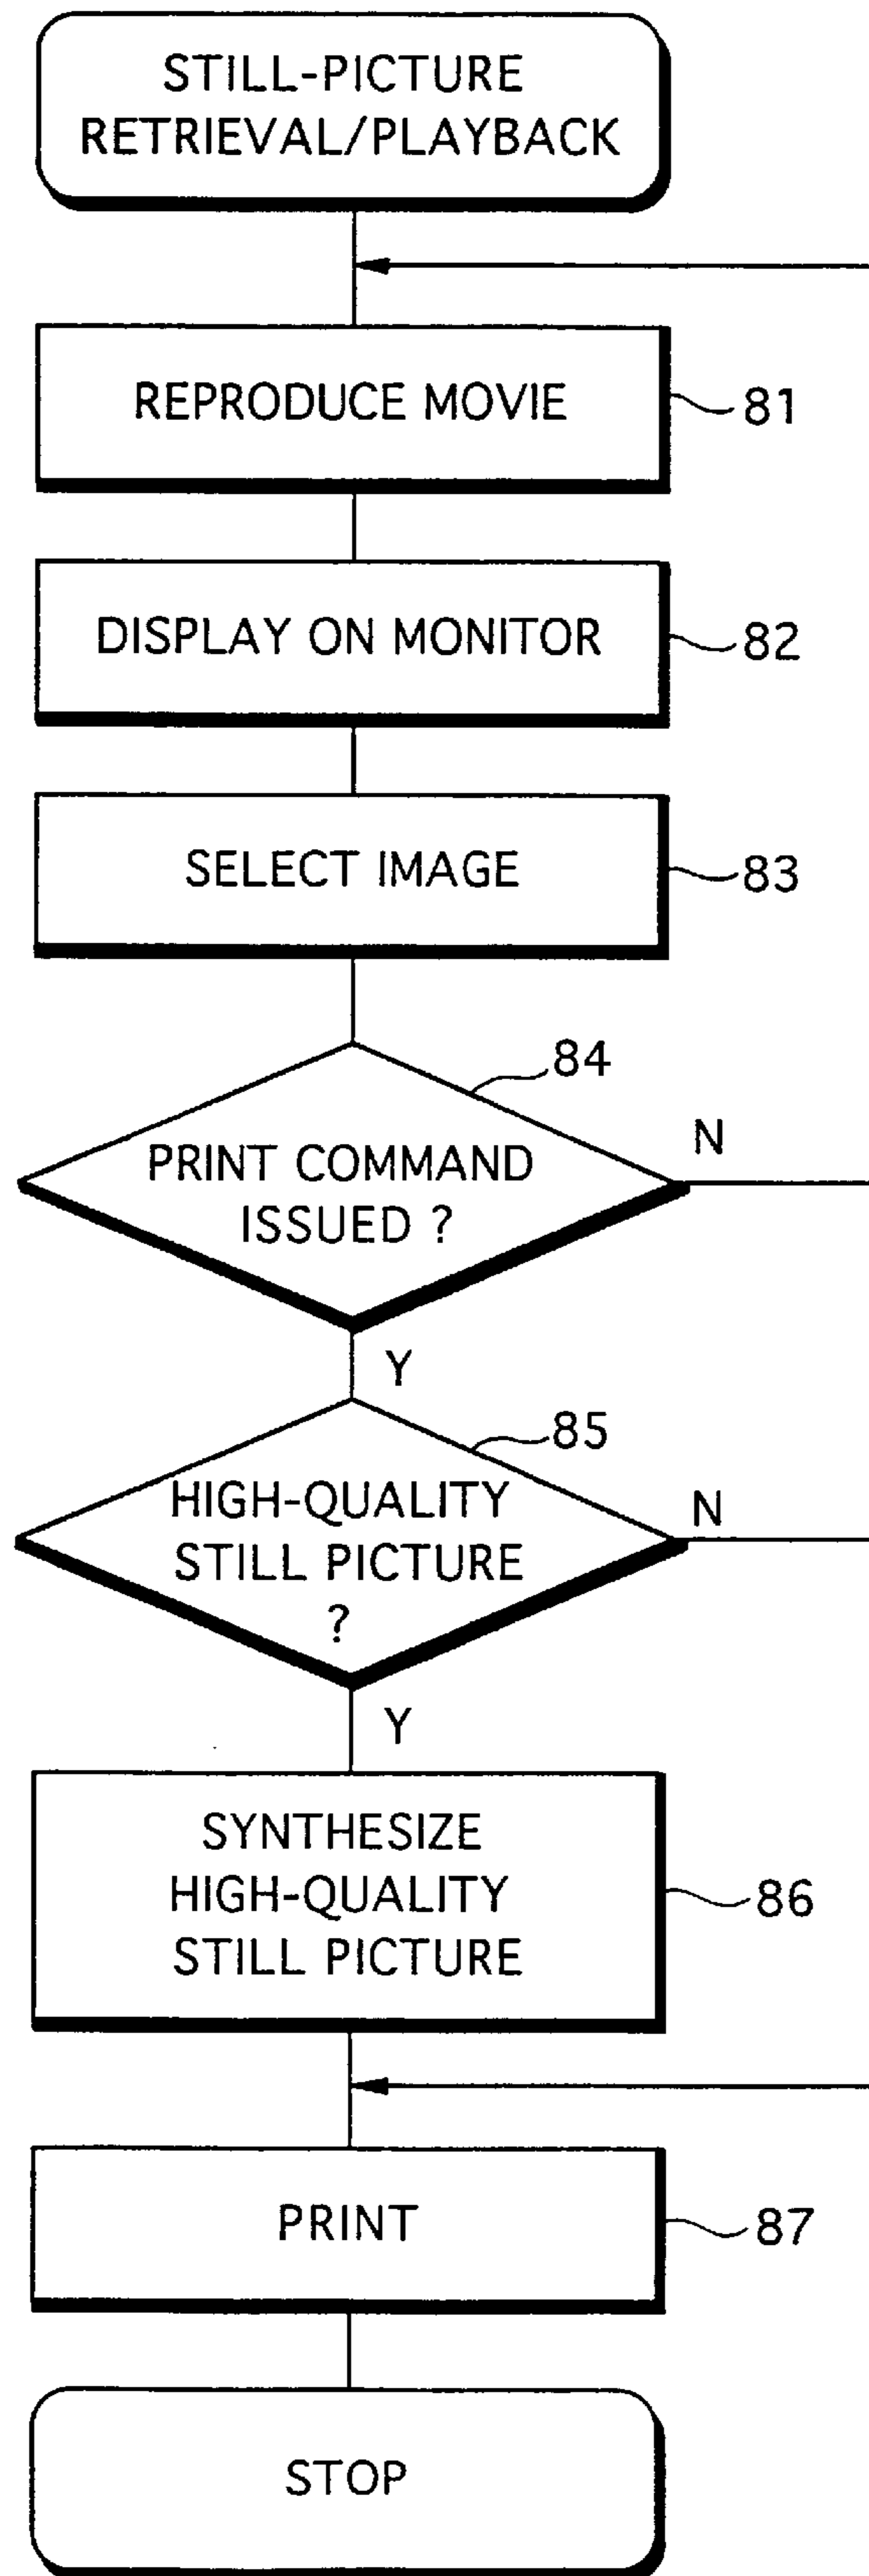 STILL-PICTURE
RETRIEVAL/PLAYBACK
REPRODUCE MOVIE
81
DISPLAY ON MONITOR
82
SELECT IMAGE
83
84
PRINT COMMAND
ISSUED ?
N
Y
85
HIGH-QUALITY
STILL PICTURE
?
N
Y
SYNTHESIZE
HIGH-QUALITY
STILL PICTURE
86
PRINT
87
STOP